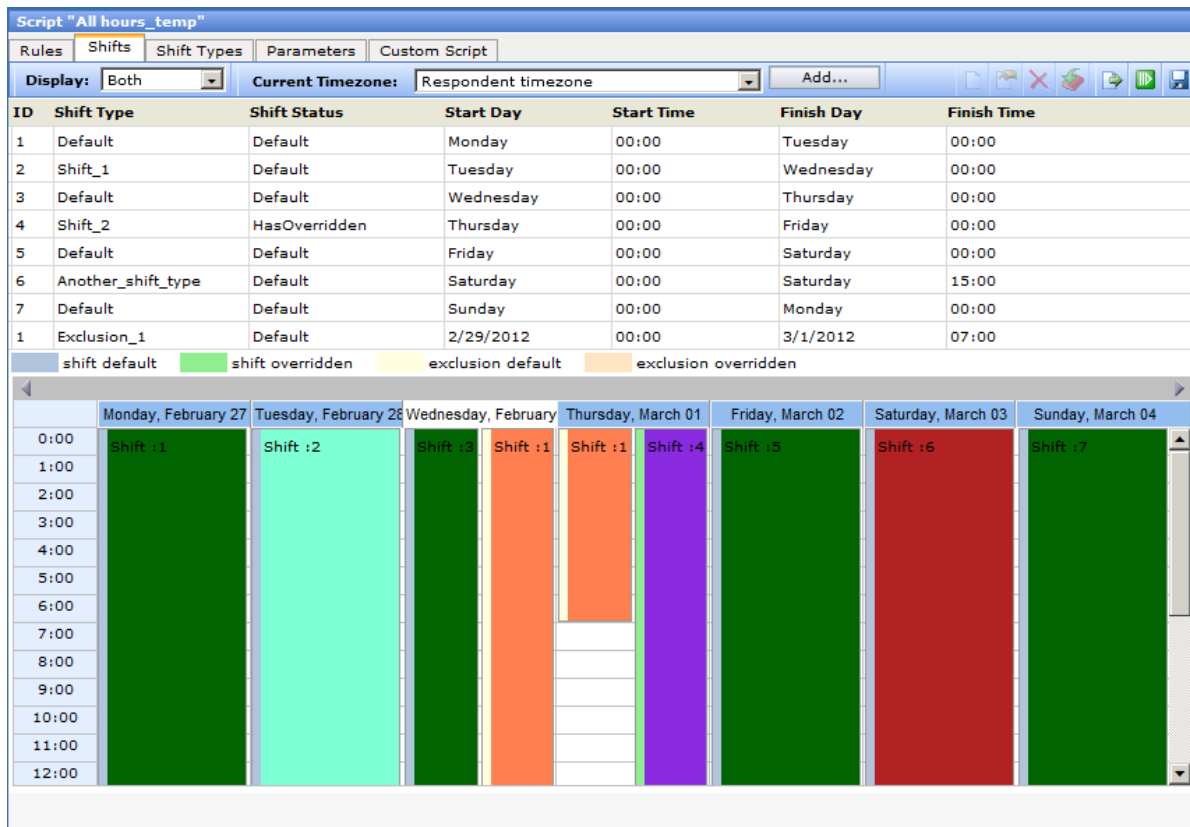 Script "All hours_temp"
Rules Shifts Shift Types Parameters Custom Script
Display: Both Current Timezone: Respondent timezone Add...
ID Shift Type Shift Status Start Day Start Time Finish Day Finish Time
1 Default Default Monday 00:00 Tuesday 00:00
2 Shift_1 Default Tuesday 00:00 Wednesday 00:00
3 Default Default Wednesday 00:00 Thursday 00:00
4 Shift_2 HasOverridden Thursday 00:00 Friday 00:00
5 Default Default Friday 00:00 Saturday 00:00
6 Another_shift_type Default Saturday 00:00 Saturday 15:00
7 Default Default Sunday 00:00 Monday 00:00
1 Exclusion_1 Default 2/29/2012 00:00 3/1/2012 07:00
shift default shift overridden exclusion default exclusion overridden
Monday, February 27 Tuesday, February 28 Wednesday, February Thursday, March 01 Friday, March 02 Saturday, March 03 Sunday, March 04
0:00 Shift :1 Shift :2 Shift :3 Shift :1 Shift :1 Shift :4 Shift :5 Shift :6 Shift :7
1:00
2:00
3:00
4:00
5:00
6:00
7:00
8:00
9:00
10:00
11:00
12:00